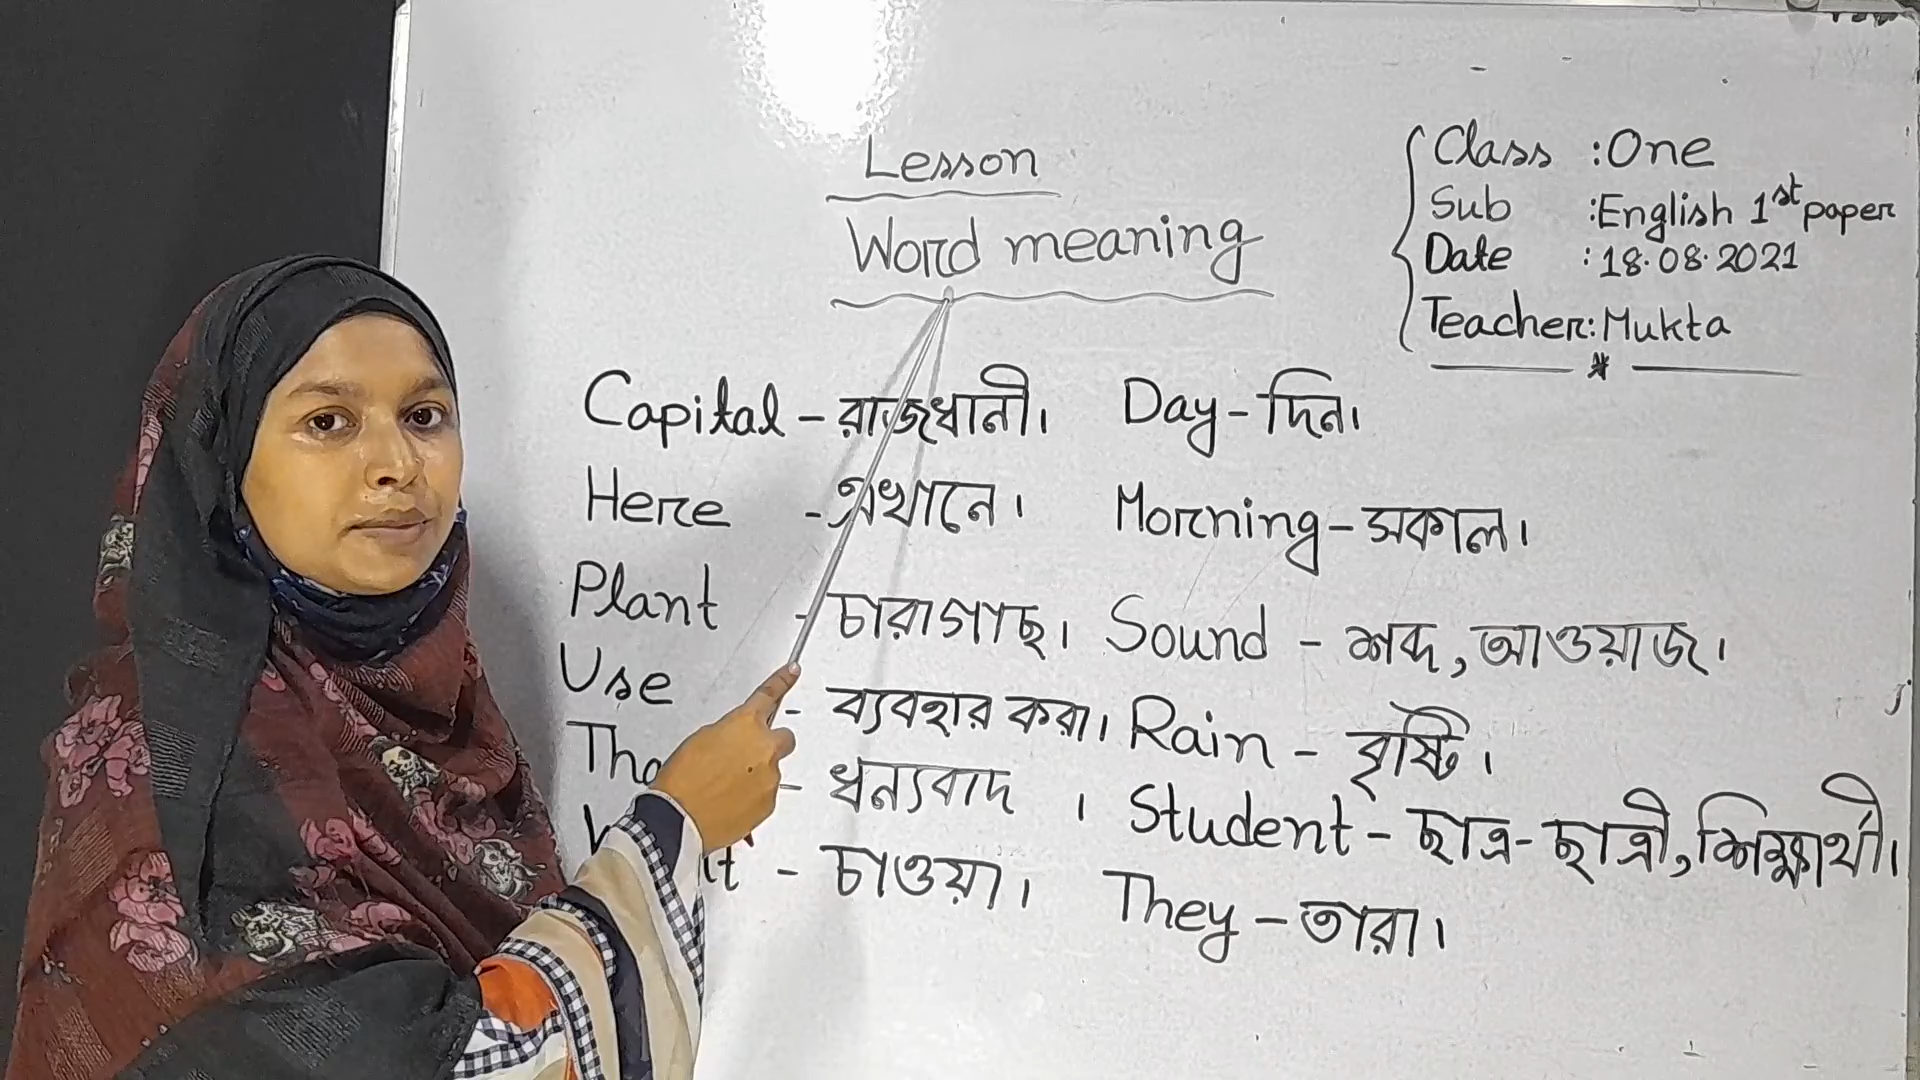 Lesson
Word meaning
Class : One
Sub : English 1st paper
Date : 18.08.2021
Teacher: Mukta
Capital - রাজধানী।
Here - এখানে।
Plant - চারাগাছ।
Use - ব্যবহার করা।
- ধন্যবাদ ।
- চাওয়া।
Day - দিন।
Morning - সকাল।
Sound - শব্দ, আওয়াজ।
Rain - বৃষ্টি।
Student - ছাত্র-ছাত্রী, শিক্ষার্থী।
They - তারা।